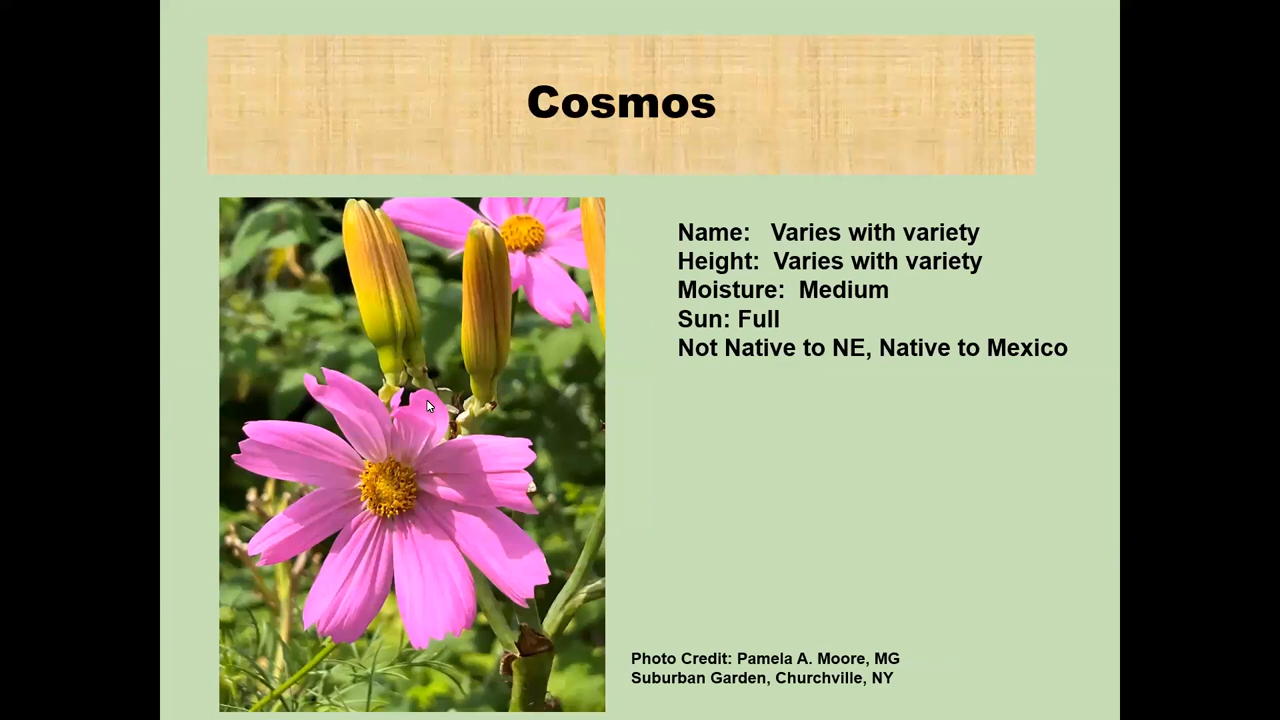 Cosmos
Name: Varies with variety
Height: Varies with variety
Moisture: Medium
Sun: Full
Not Native to NE, Native to Mexico
Photo Credit: Pamela A. Moore, MG
Suburban Garden, Churchville, NY